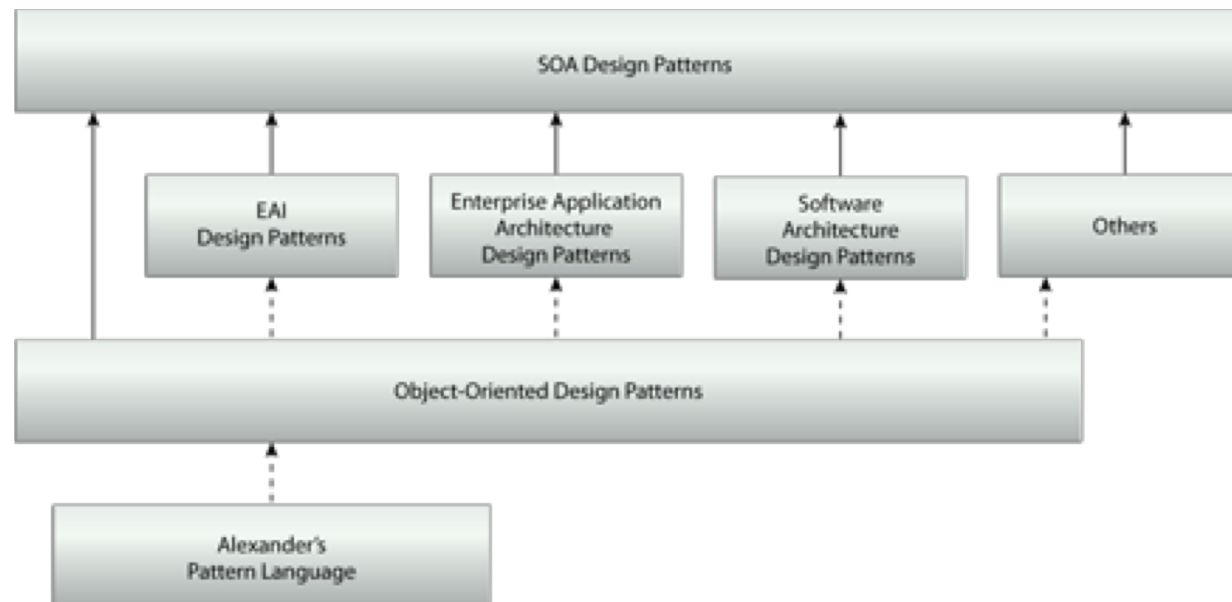 SOA Design Patterns
EAI
Design Patterns
Enterprise Application
Architecture
Design Patterns
Software
Architecture
Design Patterns
Others
Object-Oriented Design Patterns
Alexander's
Pattern Language